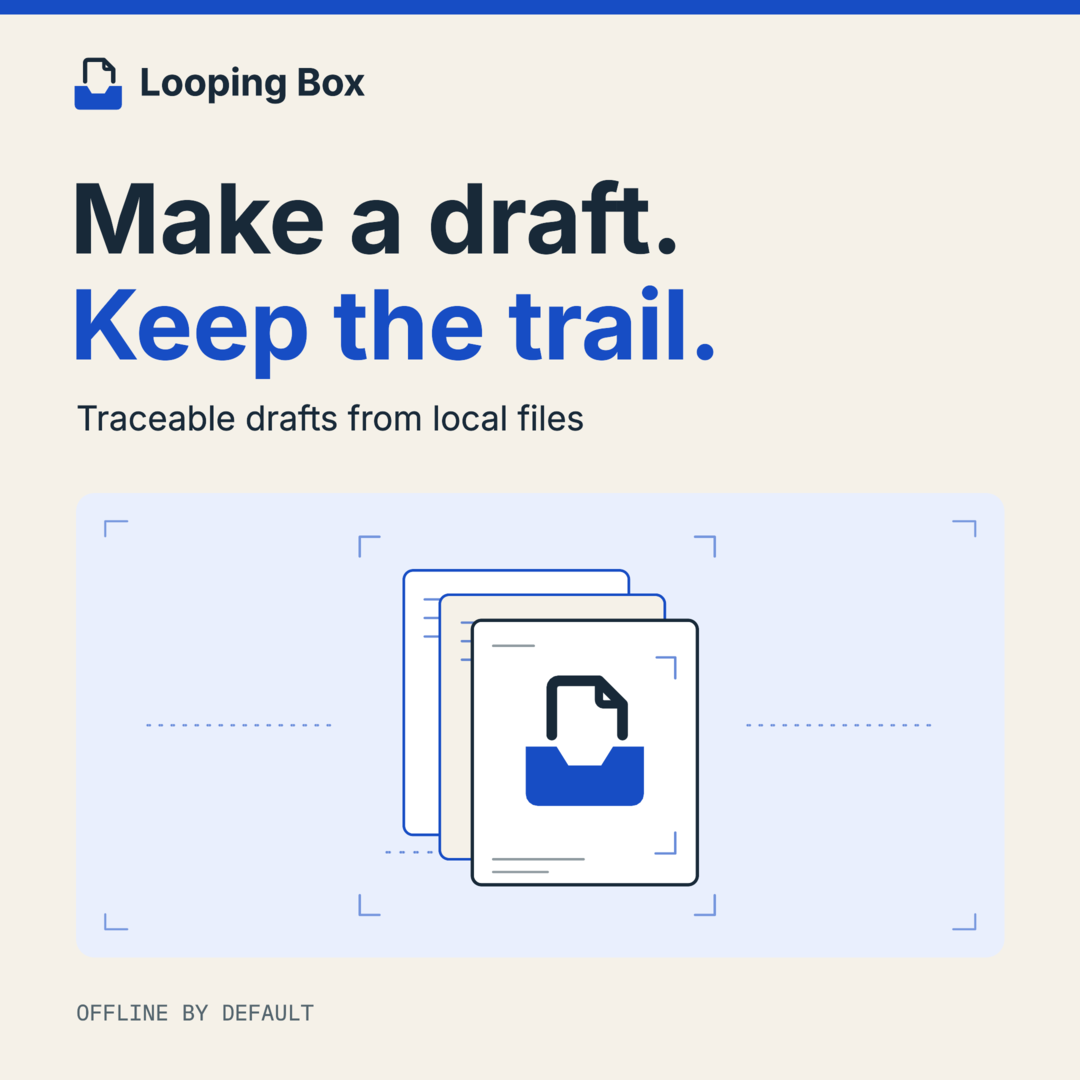 Looping Box
Make a draft.
Keep the trail.
Traceable drafts from local files
OFFLINE BY DEFAULT